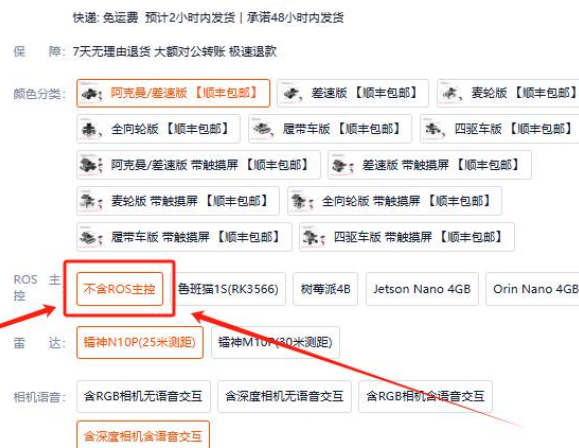 快递: 免运费 预计2小时内发货 | 承诺48小时内发货
保 障: 7天无理由退货 大额对公转账 极速退款
颜色分类: 阿克曼/差速版 【顺丰包邮】 、差速版 【顺丰包邮】 、麦轮版 【顺丰包邮】
、全向轮版 【顺丰包邮】 、履带车版 【顺丰包邮】 、四驱车版 【顺丰包邮】
阿克曼/差速版 带触摸屏 【顺丰包邮】 差速版 带触摸屏 【顺丰包邮】
麦轮版 带触摸屏 【顺丰包邮】 全向轮版 带触摸屏 【顺丰包邮】
履带车版 带触摸屏 【顺丰包邮】 四驱车版 带触摸屏 【顺丰包邮】
ROS 主控 不含ROS主控 鲁班猫1S(RK3566) 树莓派4B Jetson Nano 4GB Orin Nano 4GB
雷 达: 镭神N10P(25米测距) 镭神M10P(30米测距)
相机语音: 含RGB相机无语音交互 含深度相机无语音交互 含RGB相机含语音交互
含深度相机含语音交互